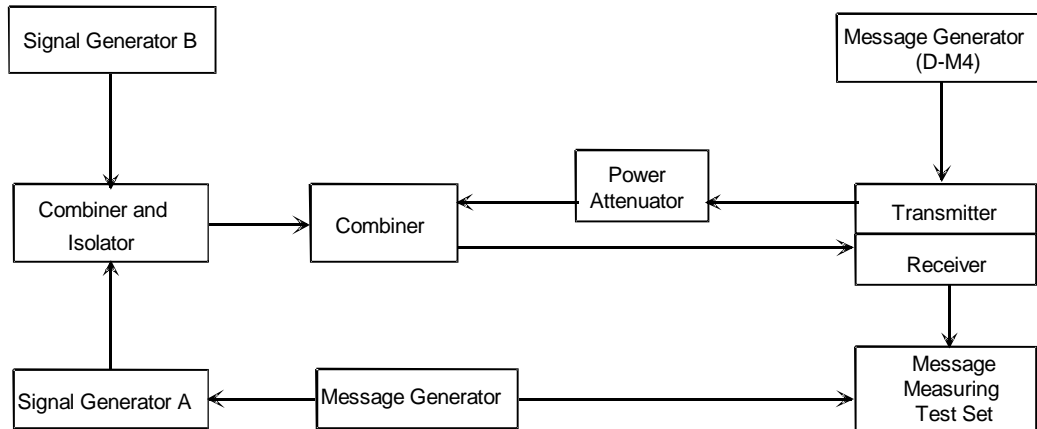 Signal Generator B
Message Generator
(D-M4)
Power
Attenuator
Combiner and
Isolator
Combiner
Transmitter
Receiver
Signal Generator A
Message Generator
Message
Measuring
Test Set